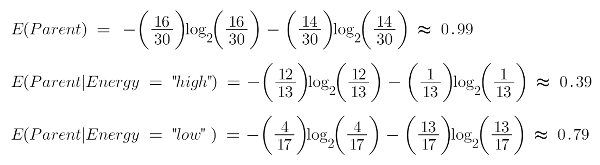 E(Parent) = −(16/30)log₂(16/30) − (14/30)log₂(14/30) ≈ 0.99
E(Parent|Energy = "high") = −(12/13)log₂(12/13) − (1/13)log₂(1/13) ≈ 0.39
E(Parent|Energy = "low" ) = −(4/17)log₂(4/17) − (13/17)log₂(13/17) ≈ 0.79